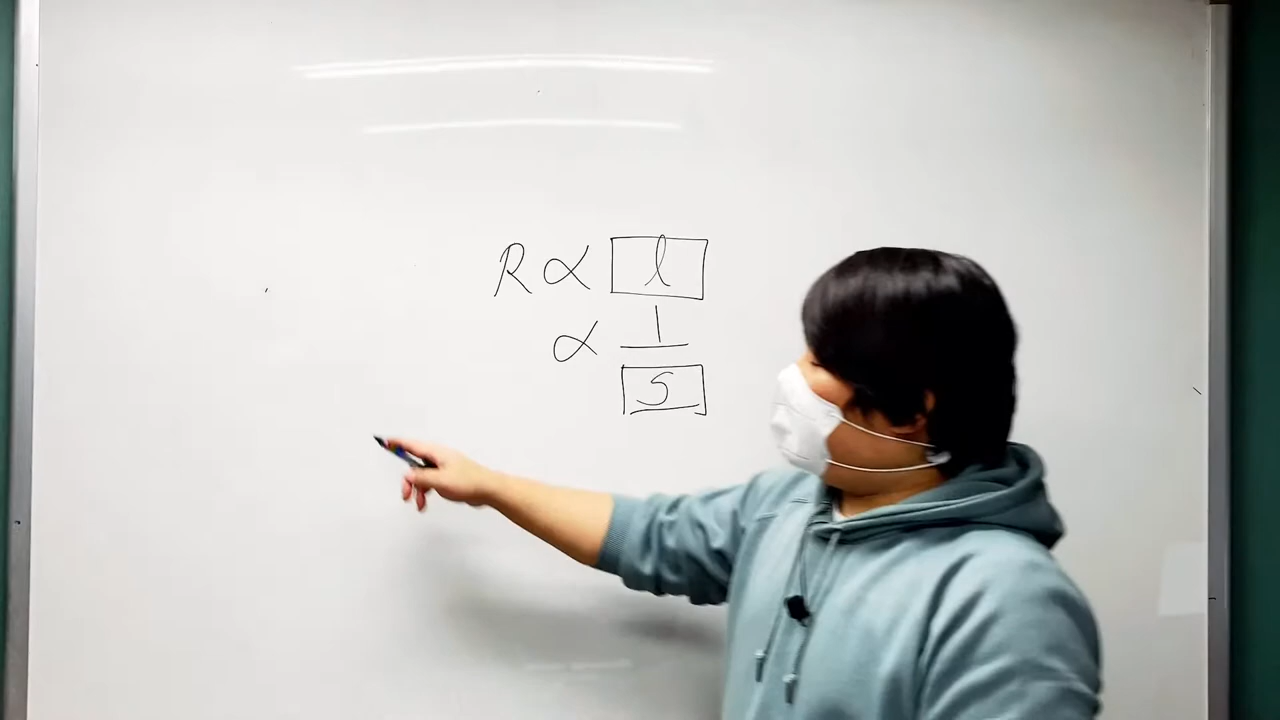 R ∝ l
∝ 1/S